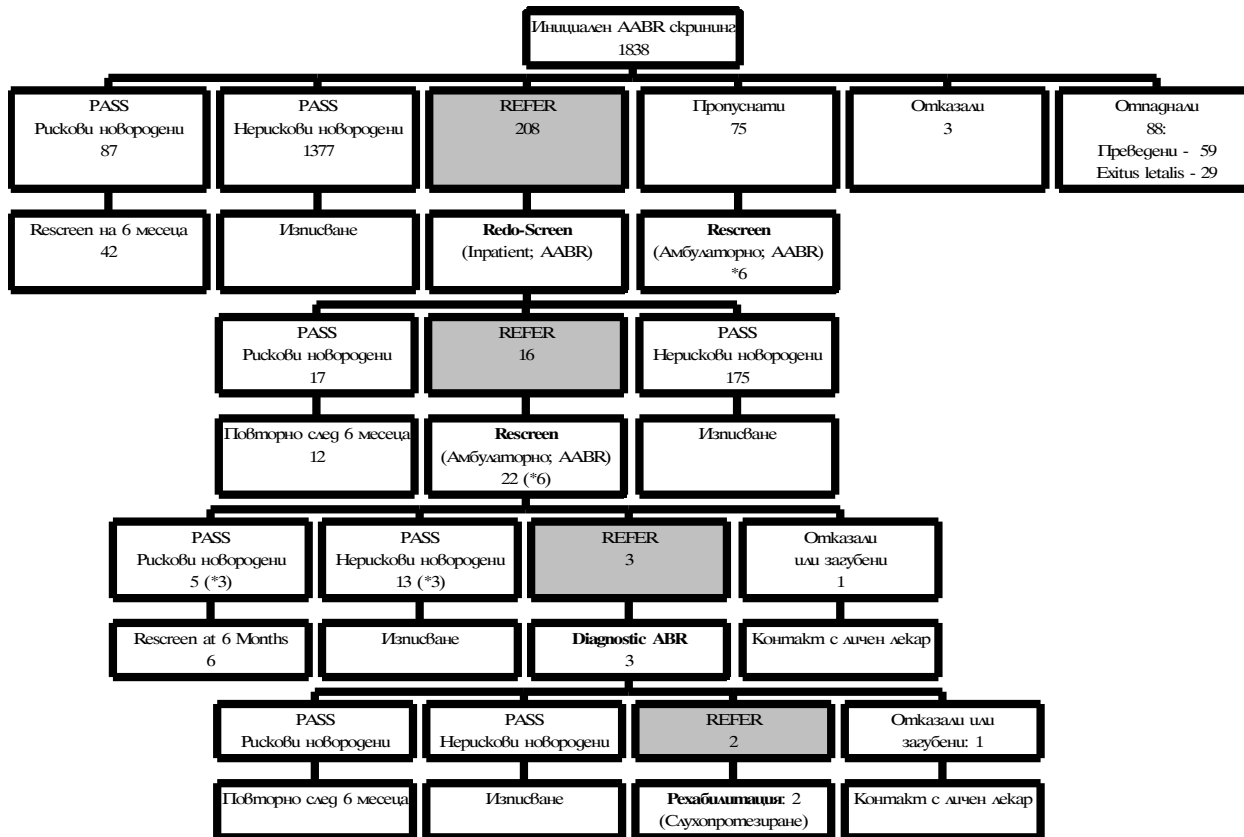 Инициален AABR скрининг
1838
PASS
Рискови новородени
87
PASS
Нерискови новородени
1377
REFER
208
Пропуснати
75
Отказали
3
Отпаднали
88:
Преведени - 59
Exitus letalis - 29
Rescreen на 6 месеца
42
Изписване
Redo-Screen
(Inpatient; AABR)
Rescreen
(Амбулаторно; AABR)
*6
PASS
Рискови новородени
17
REFER
16
PASS
Нерискови новородени
175
Повторно след 6 месеца
12
Rescreen
(Амбулаторно; AABR)
22 (*6)
Изписване
PASS
Рискови новородени
5 (*3)
PASS
Нерискови новородени
13 (*3)
REFER
3
Отказали
или загубени
1
Rescreen at 6 Months
6
Изписване
Diagnostic ABR
3
Контакт с личен лекар
PASS
Рискови новородени
PASS
Нерискови новородени
REFER
2
Отказали или
загубени: 1
Повторно след 6 месеца
Изписване
Рехабилитация: 2
(Слухопротезиране)
Контакт с личен лекар